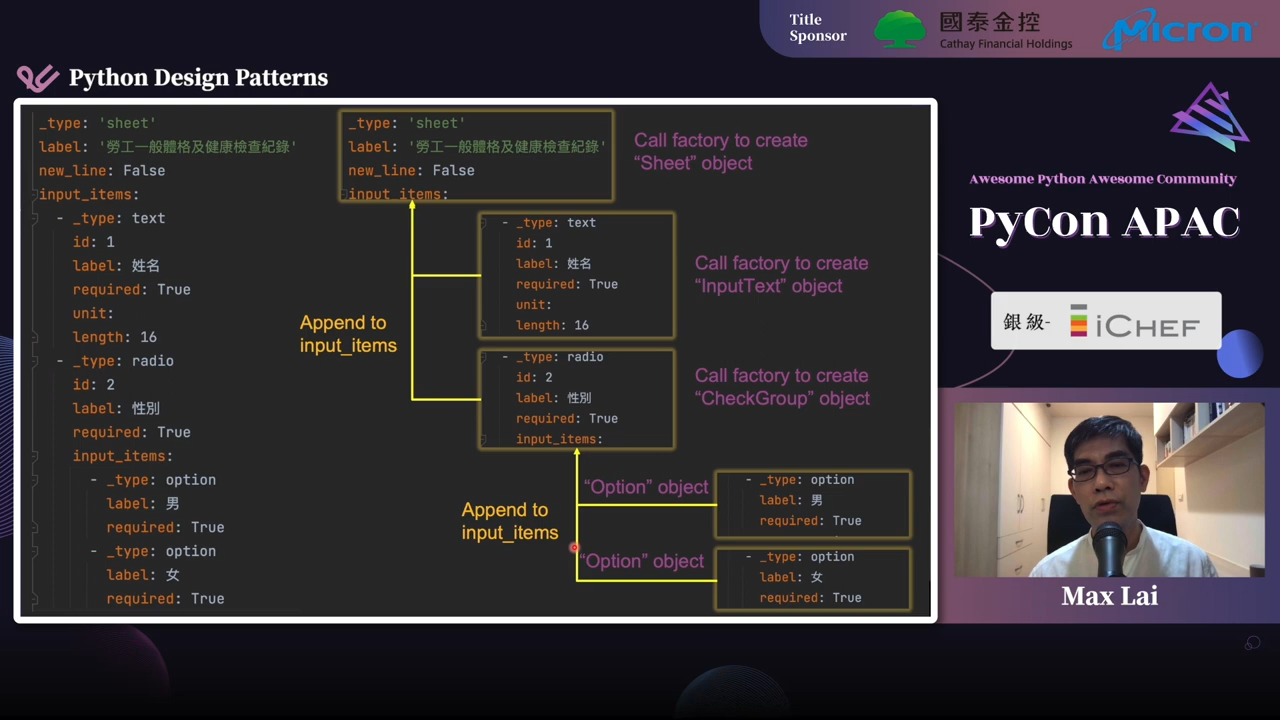 Title
Sponsor
國泰金控
Cathay Financial Holdings
Micron
Python Design Patterns
_type: 'sheet'
label: '勞工一般體格及健康檢查紀錄'
new_line: False
input_items:
- _type: text
id: 1
label: 姓名
required: True
unit:
length: 16
- _type: radio
id: 2
label: 性別
required: True
input_items:
- _type: option
label: 男
required: True
- _type: option
label: 女
required: True
_type: 'sheet'
label: '勞工一般體格及健康檢查紀錄'
new_line: False
input_items:
Call factory to create
“Sheet” object
- _type: text
id: 1
label: 姓名
required: True
unit:
length: 16
Call factory to create
“InputText” object
Append to
input_items
- _type: radio
id: 2
label: 性別
required: True
input_items:
Call factory to create
“CheckGroup” object
Append to
input_items
“Option” object
- _type: option
label: 男
required: True
“Option” object
- _type: option
label: 女
required: True
Awesome Python Awesome Community
PyCon APAC
銀級-
iCHEF
Max Lai